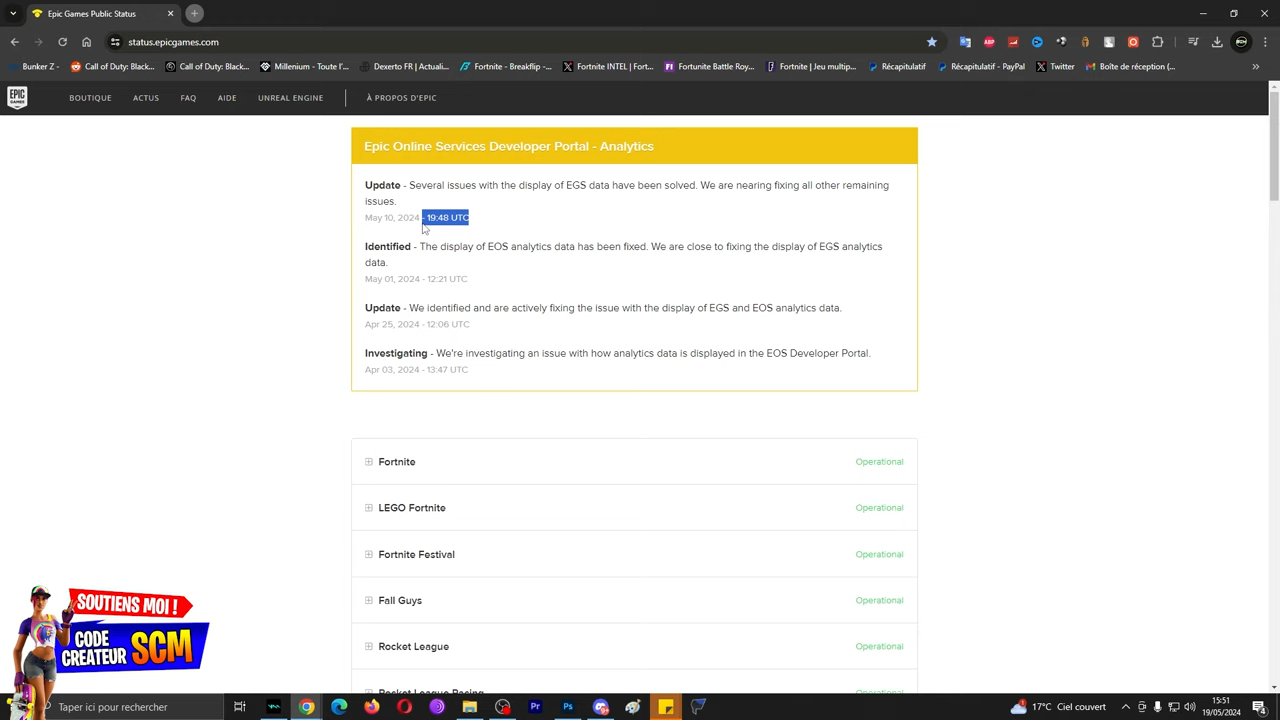 Epic Games Public Status
status.epicgames.com
Bunker Z -
Call of Duty: Black...
Call of Duty: Black...
Millenium - Toute l'...
Dexerto FR | Actuali...
Fortnite - Breakflip -...
Fortnite INTEL | Fort...
Fortnite Battle Roy...
Fortnite | Jeu multip...
Récapitulatif
Récapitulatif - PayPal
Twitter
Boîte de réception (...
EPIC GAMES
BOUTIQUE
ACTUS
FAQ
AIDE
UNREAL ENGINE
À PROPOS D'EPIC
Epic Online Services Developer Portal - Analytics
Update - Several issues with the display of EGS data have been solved. We are nearing fixing all other remaining
issues.
May 10, 2024 - 19:48 UTC
Identified - The display of EOS analytics data has been fixed. We are close to fixing the display of EGS analytics
data.
May 01, 2024 - 12:21 UTC
Update - We identified and are actively fixing the issue with the display of EGS and EOS analytics data.
Apr 25, 2024 - 12:06 UTC
Investigating - We're investigating an issue with how analytics data is displayed in the EOS Developer Portal.
Apr 03, 2024 - 13:47 UTC
Fortnite Operational
LEGO Fortnite Operational
Fortnite Festival Operational
Fall Guys Operational
Rocket League Operational
Rocket League Racing
SOUTIENS MOI !
CODE
CREATEUR SCM
Taper ici pour rechercher
17°C Ciel couvert
15:51
19/05/2024